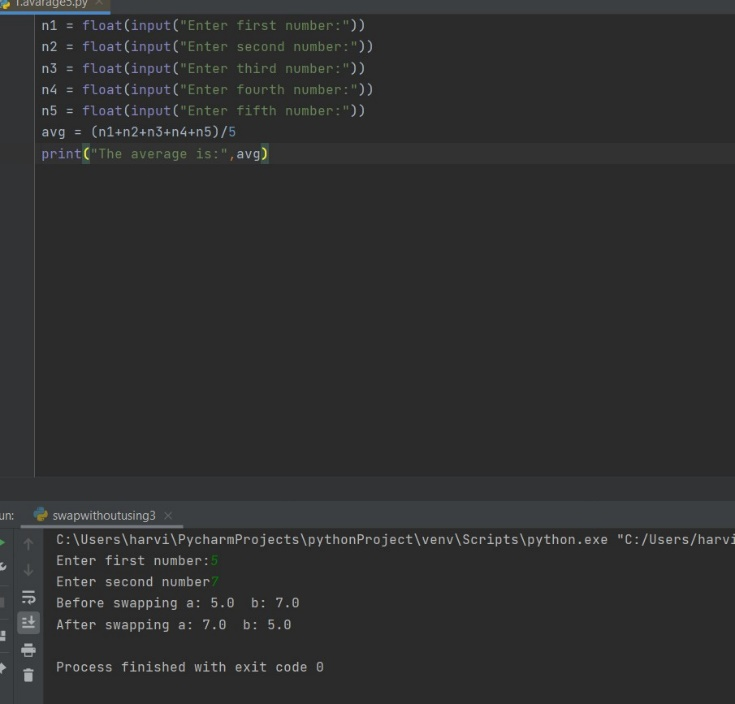 1.avarage5.py
n1 = float(input("Enter first number:"))
n2 = float(input("Enter second number:"))
n3 = float(input("Enter third number:"))
n4 = float(input("Enter fourth number:"))
n5 = float(input("Enter fifth number:"))
avg = (n1+n2+n3+n4+n5)/5
print("The average is:",avg)
un: swapwithoutusing3
C:\Users\harvi\PycharmProjects\pythonProject\venv\Scripts\python.exe "C:/Users/harvi
Enter first number:5
Enter second number7
Before swapping a: 5.0  b: 7.0
After swapping a: 7.0  b: 5.0
Process finished with exit code 0